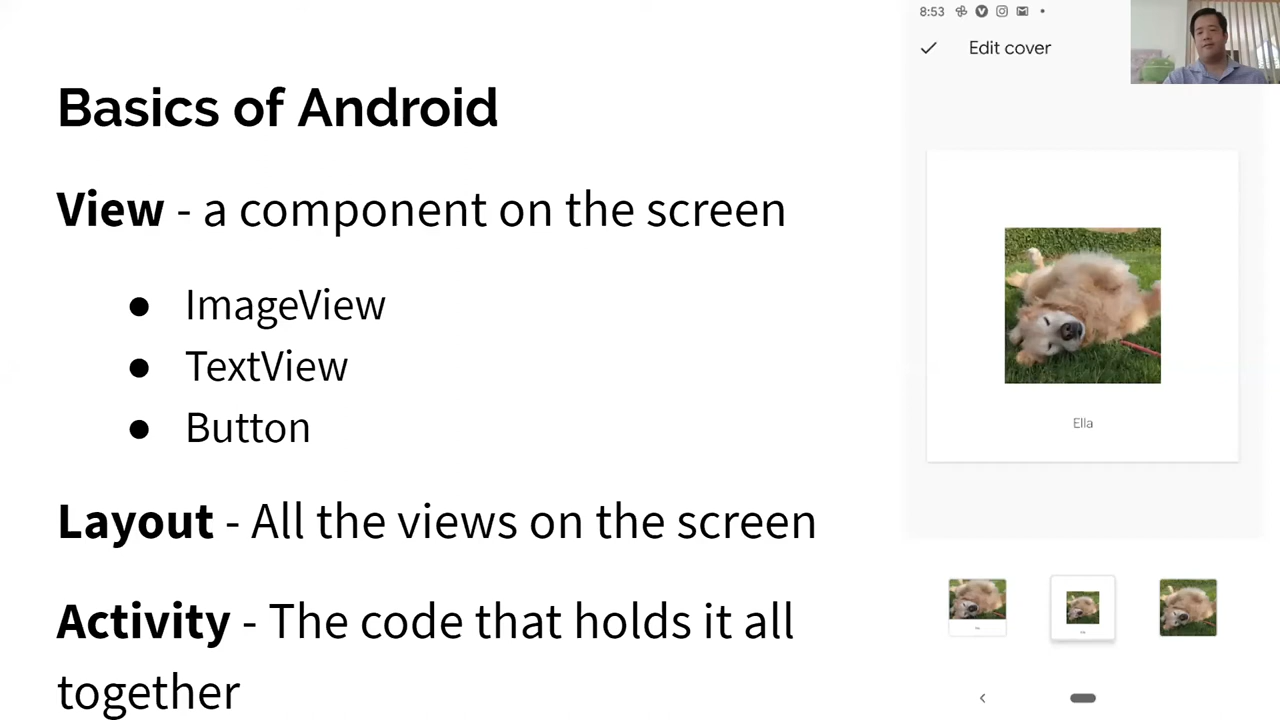 Basics of Android
View - a component on the screen
● ImageView
● TextView
● Button
Layout - All the views on the screen
Activity - The code that holds it all
together
8:53
Edit cover
Ella